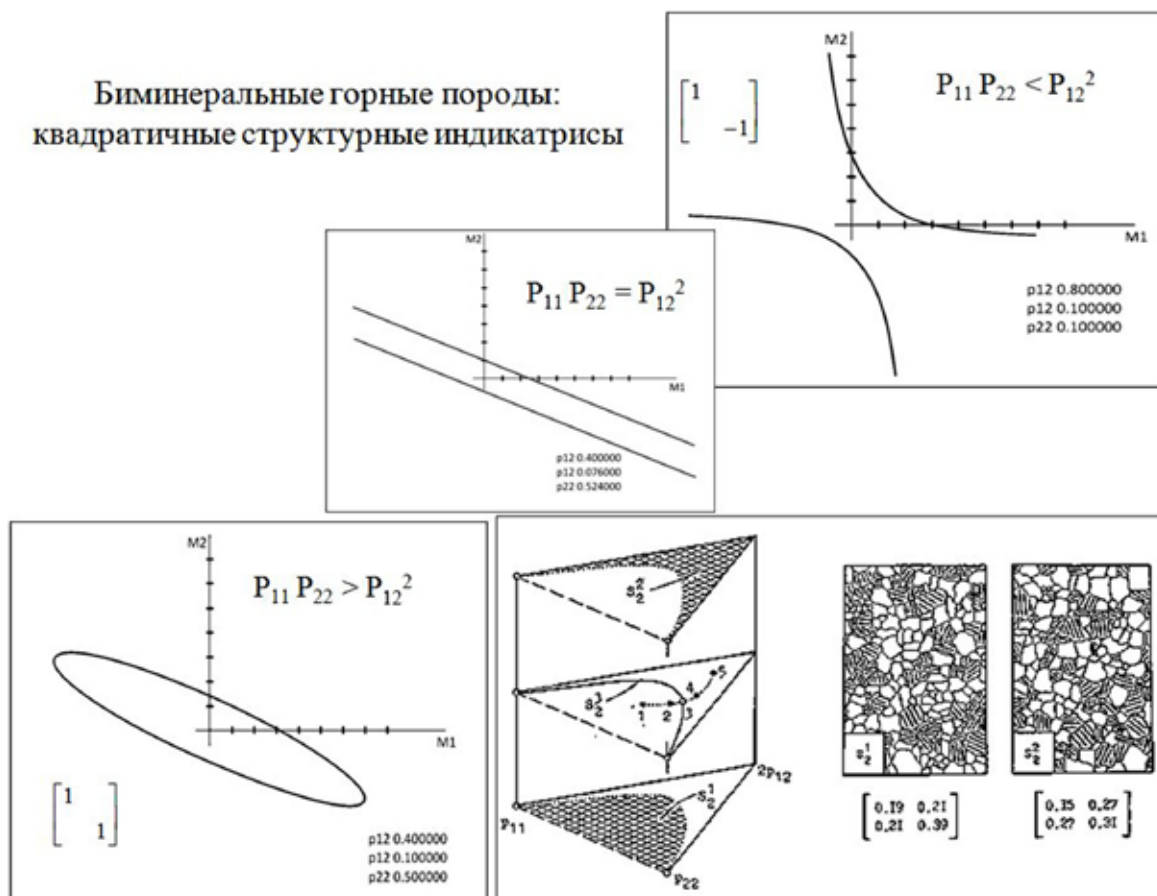 Биминеральные горные породы:
квадратичные структурные индикатрисы
M2
P₁₁ P₂₂ < P₁₂²
[1
-1]
M1
p12 0.800000
p12 0.100000
p22 0.100000
M2
P₁₁ P₂₂ = P₁₂²
M1
p12 0.400000
p12 0.076000
p22 0.524000
M2
P₁₁ P₂₂ > P₁₂²
M1
[1
1]
p12 0.400000
p12 0.100000
p22 0.500000
S₂²
S₂³
1 2 3 4 5
S₂¹
P₁₁
2P₁₂
P₂₂
S₂¹
S₂²
[0.19 0.21
0.21 0.39]
[0.35 0.27
0.27 0.31]